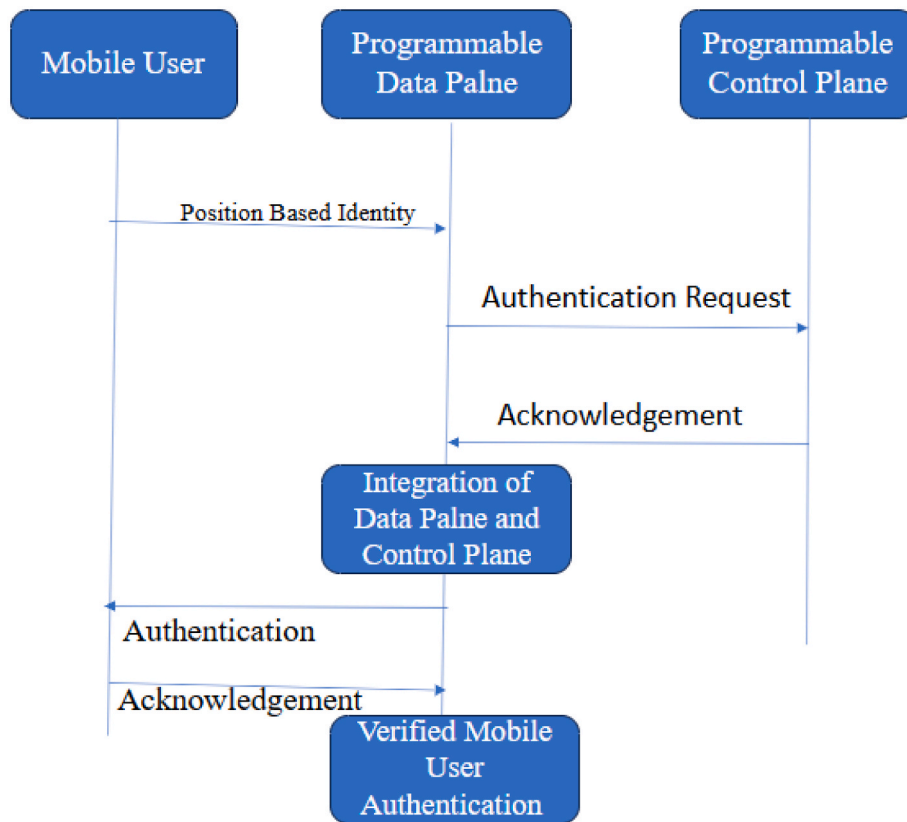 Mobile User
Programmable
Data Palne
Programmable
Control Plane
Position Based Identity
Authentication Request
Acknowledgement
Integration of
Data Palne and
Control Plane
Authentication
Acknowledgement
Verified Mobile
User
Authentication